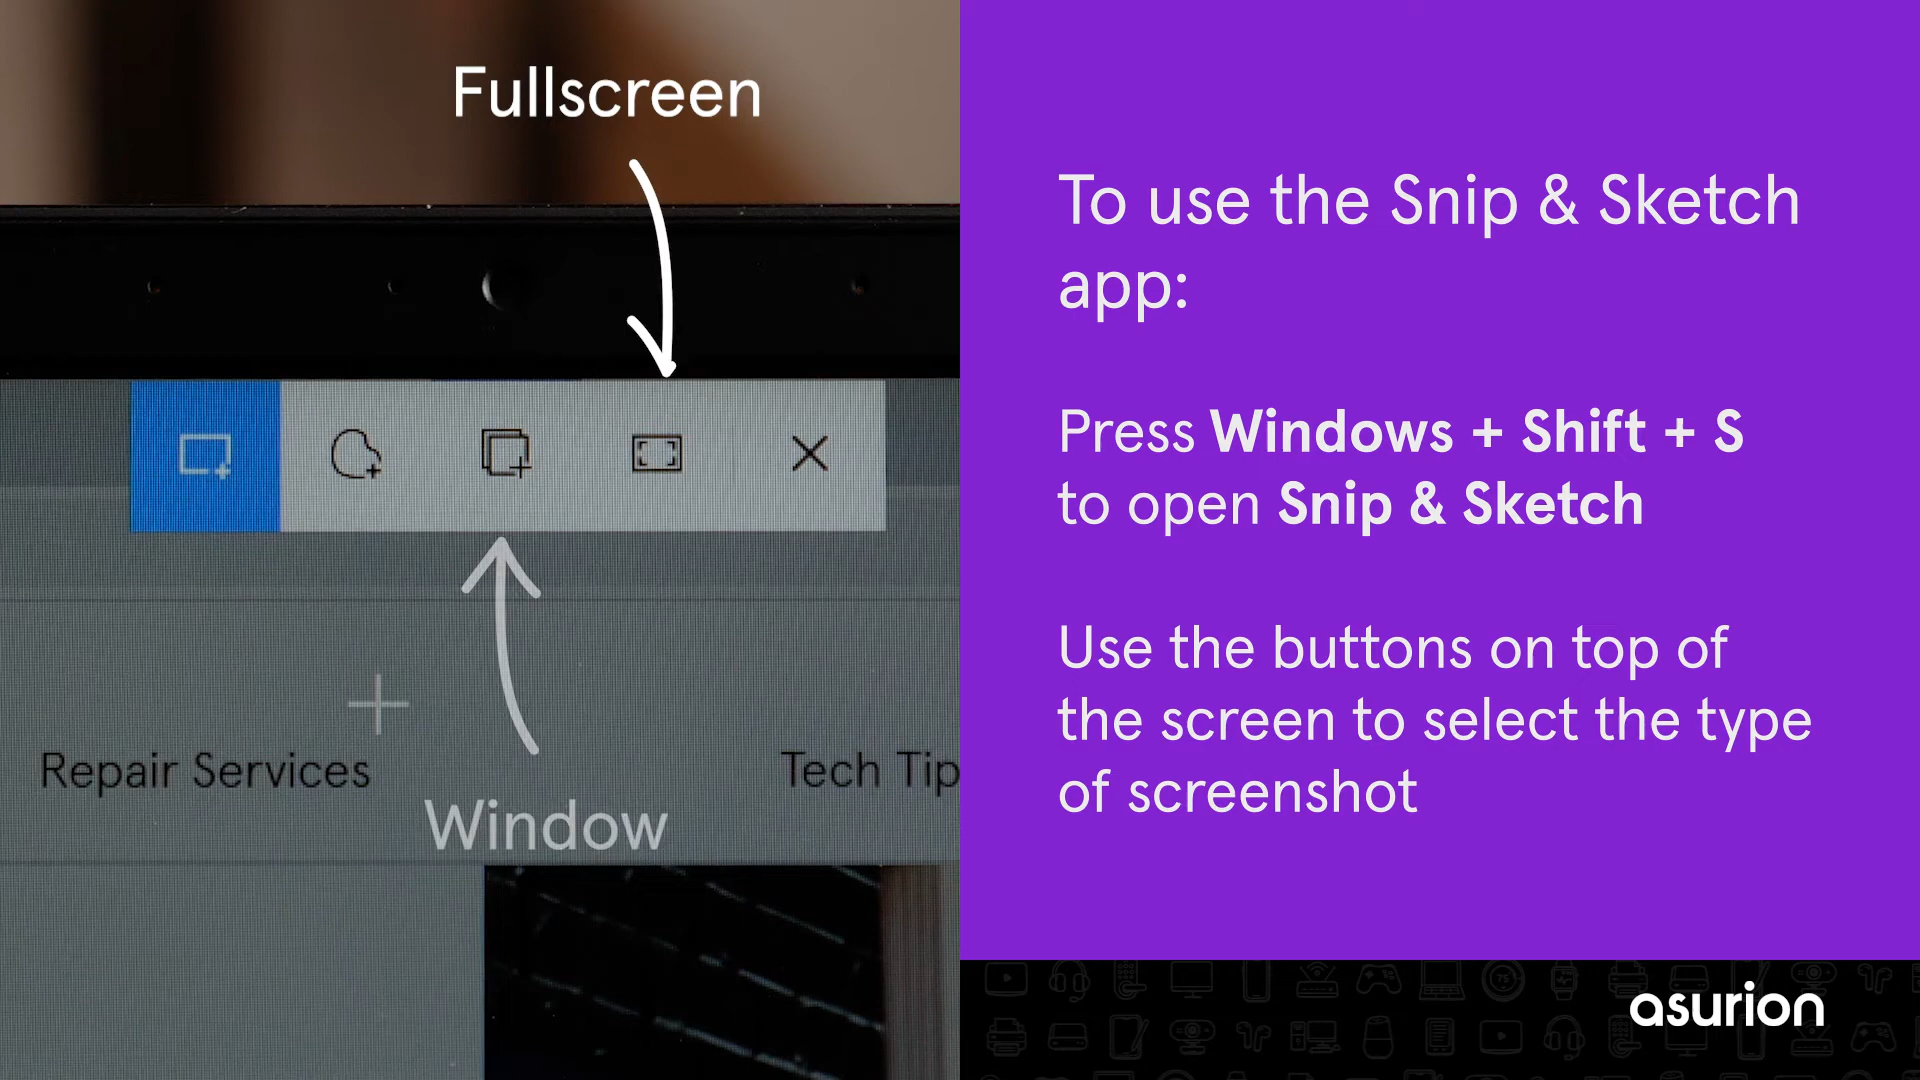 Fullscreen
Repair Services
Tech Tip
Window
To use the Snip & Sketch
app:
Press Windows + Shift + S
to open Snip & Sketch
Use the buttons on top of
the screen to select the type
of screenshot
asurion